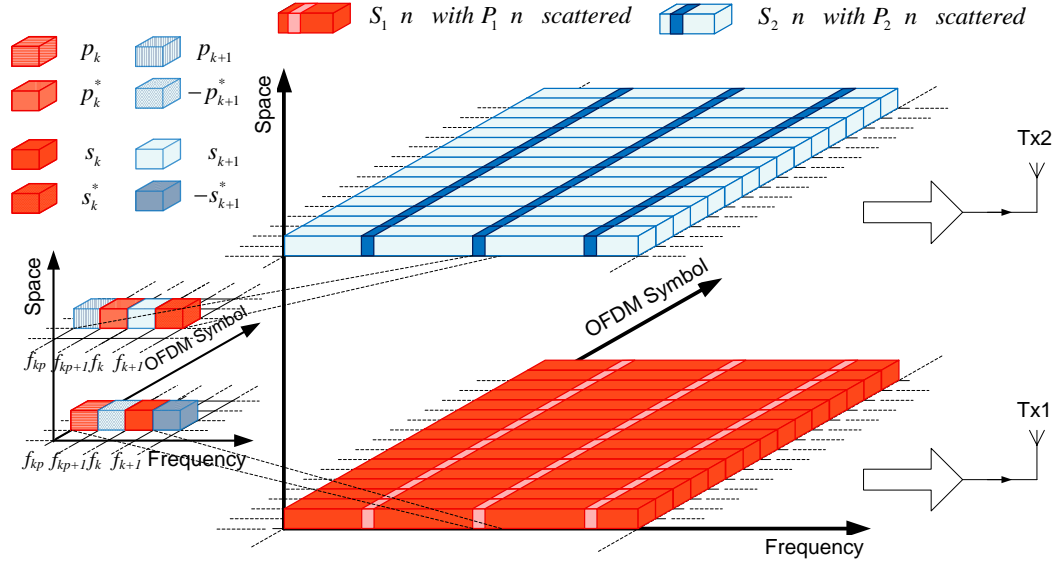 S₁ n with P₁ n scattered
S₂ n with P₂ n scattered
pₖ
pₖ₊₁
pₖ*
−pₖ₊₁*
sₖ
sₖ₊₁
sₖ*
−sₖ₊₁*
Space
Tx2
Space
OFDM Symbol
OFDM Symbol
fₖₚ fₖₚ₊₁ fₖ fₖ₊₁
Tx1
fₖₚ fₖₚ₊₁ fₖ fₖ₊₁ Frequency
Frequency